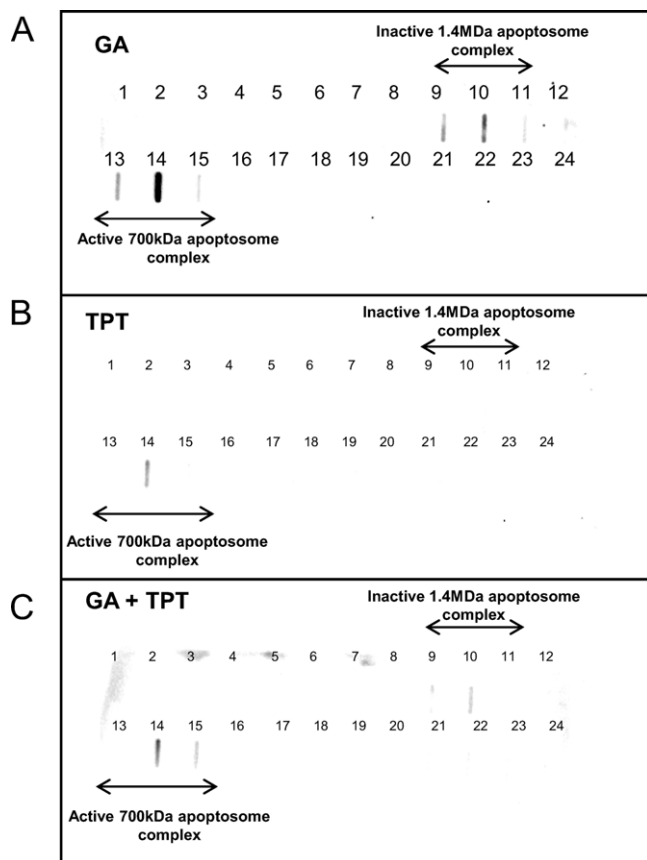 A
GA
Inactive 1.4MDa apoptosome
complex
1 2 3 4 5 6 7 8 9 10 11 12
13 14 15 16 17 18 19 20 21 22 23 24
Active 700kDa apoptosome
complex
B
TPT
Inactive 1.4MDa apoptosome
complex
1 2 3 4 5 6 7 8 9 10 11 12
13 14 15 16 17 18 19 20 21 22 23 24
Active 700kDa apoptosome
complex
C
GA + TPT
Inactive 1.4MDa apoptosome
complex
1 2 3 4 5 6 7 8 9 10 11 12
13 14 15 16 17 18 19 20 21 22 23 24
Active 700kDa apoptosome
complex